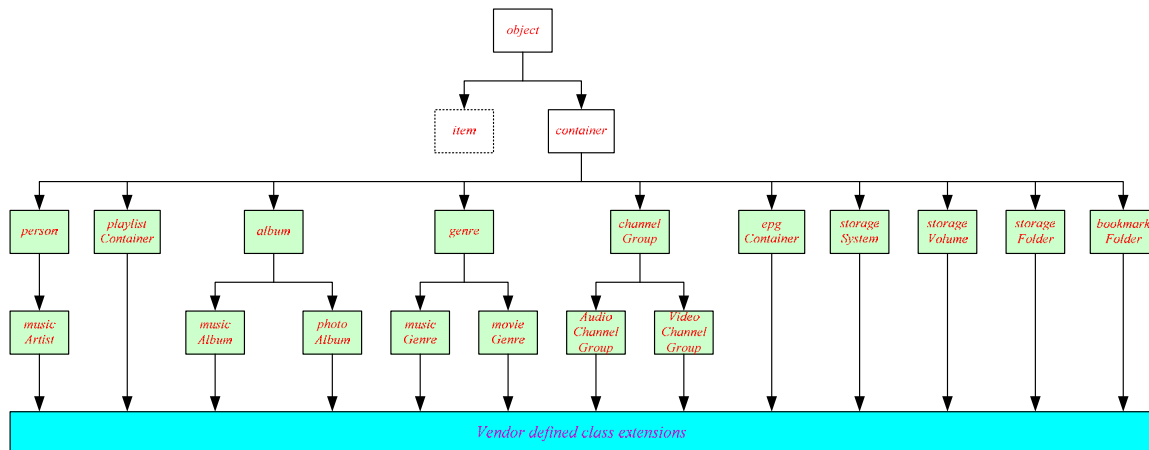 object
item
container
person
playlist
Container
album
genre
channel
Group
epg
Container
storage
System
storage
Volume
storage
Folder
bookmark
Folder
music
Artist
music
Album
photo
Album
music
Genre
movie
Genre
Audio
Channel
Group
Video
Channel
Group
Vendor defined class extensions